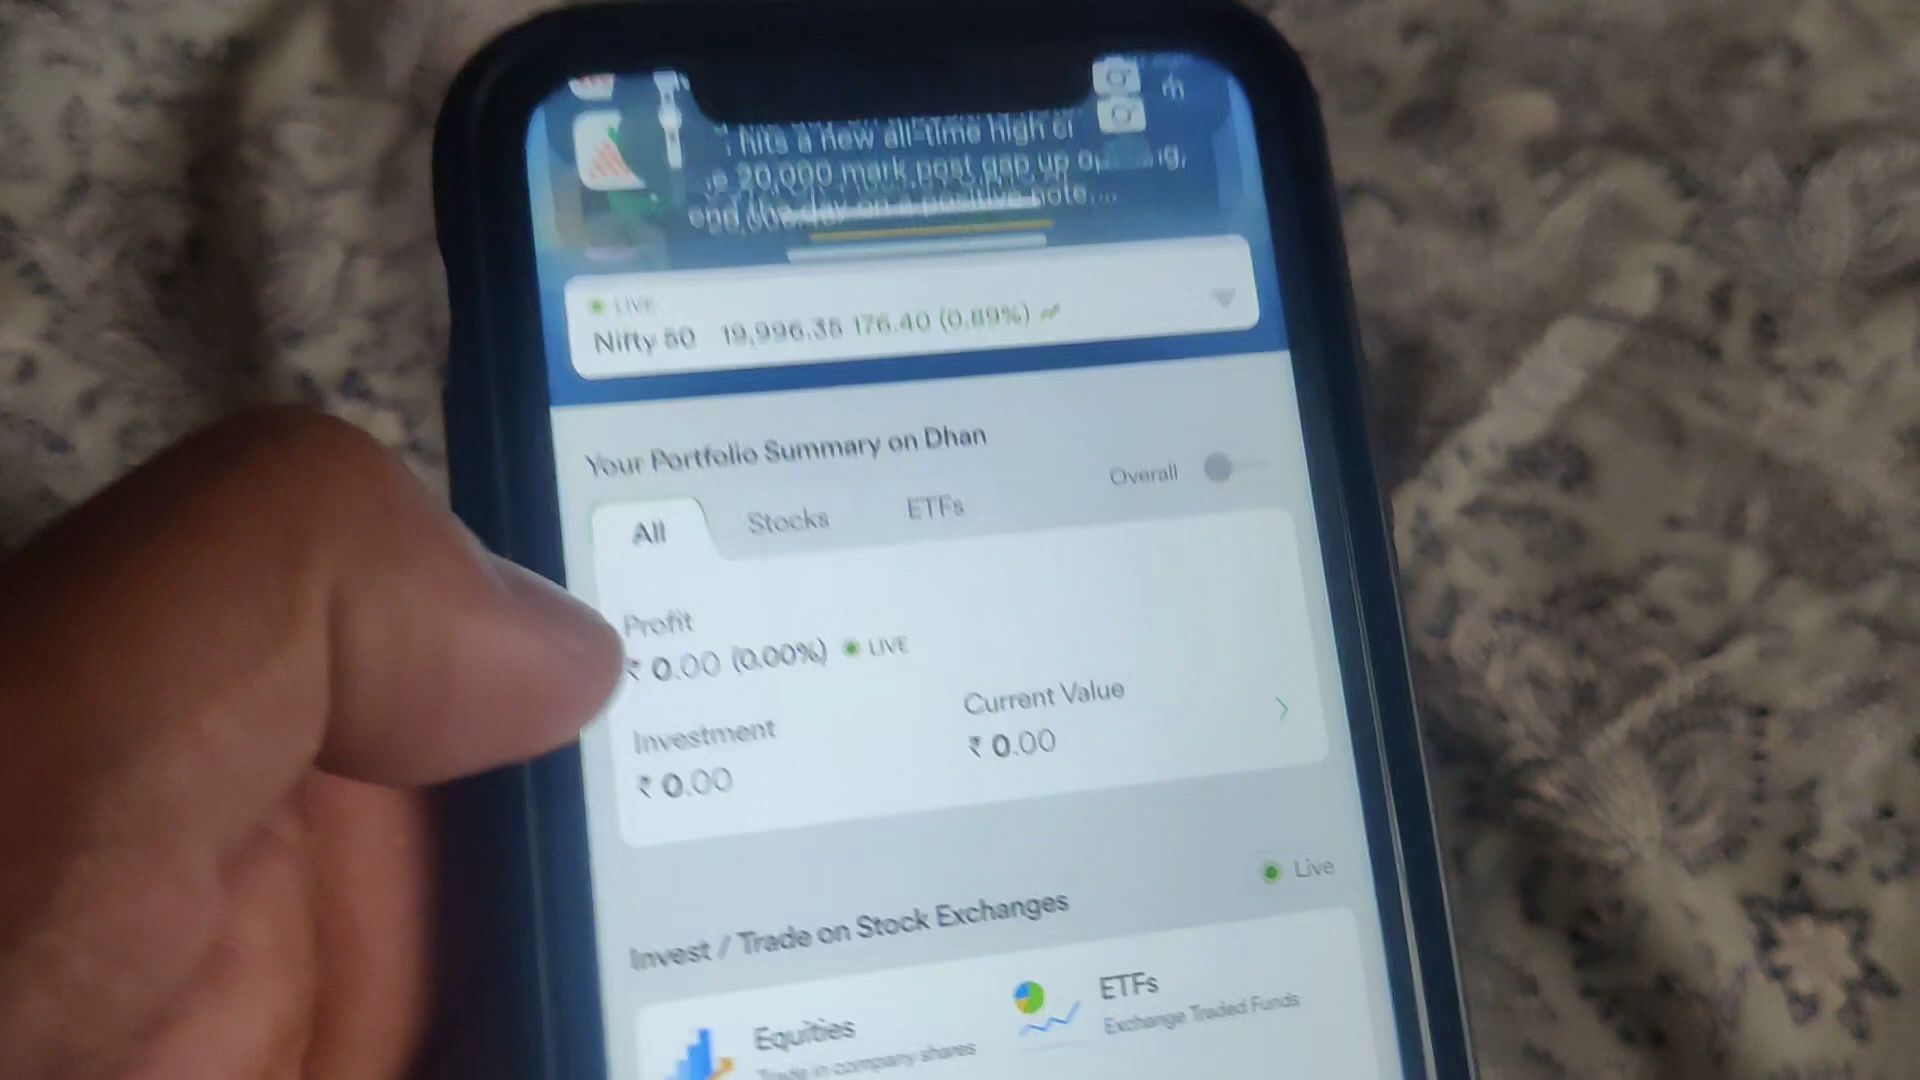 hits a new all-time high
20,000 mark post gap up
end the day on a positive note....
LIVE
Nifty 50 19,996.35 176.40 (0.89%)
Your Portfolio Summary on Dhan
Overall
All Stocks ETFs
Profit
₹ 0.00 (0.00%) LIVE
Investment Current Value
₹ 0.00 ₹ 0.00
Live
Invest / Trade on Stock Exchanges
Equities ETFs
Trade in company shares Exchange Traded Funds